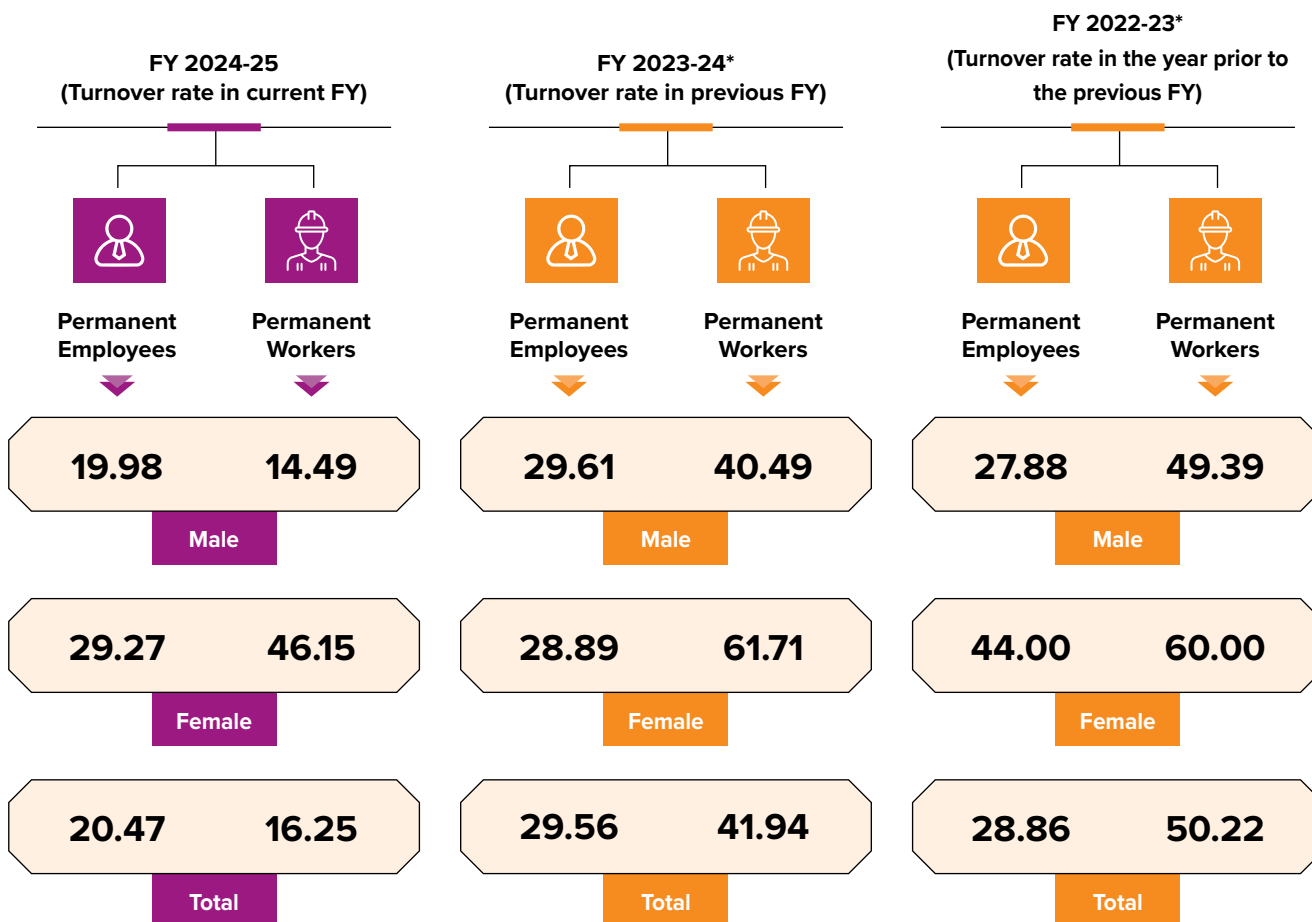 FY 2024-25
(Turnover rate in current FY)
Permanent
Employees
Permanent
Workers
19.98 14.49
Male
29.27 46.15
Female
20.47 16.25
Total
FY 2023-24*
(Turnover rate in previous FY)
Permanent
Employees
Permanent
Workers
29.61 40.49
Male
28.89 61.71
Female
29.56 41.94
Total
FY 2022-23*
(Turnover rate in the year prior to
the previous FY)
Permanent
Employees
Permanent
Workers
27.88 49.39
Male
44.00 60.00
Female
28.86 50.22
Total